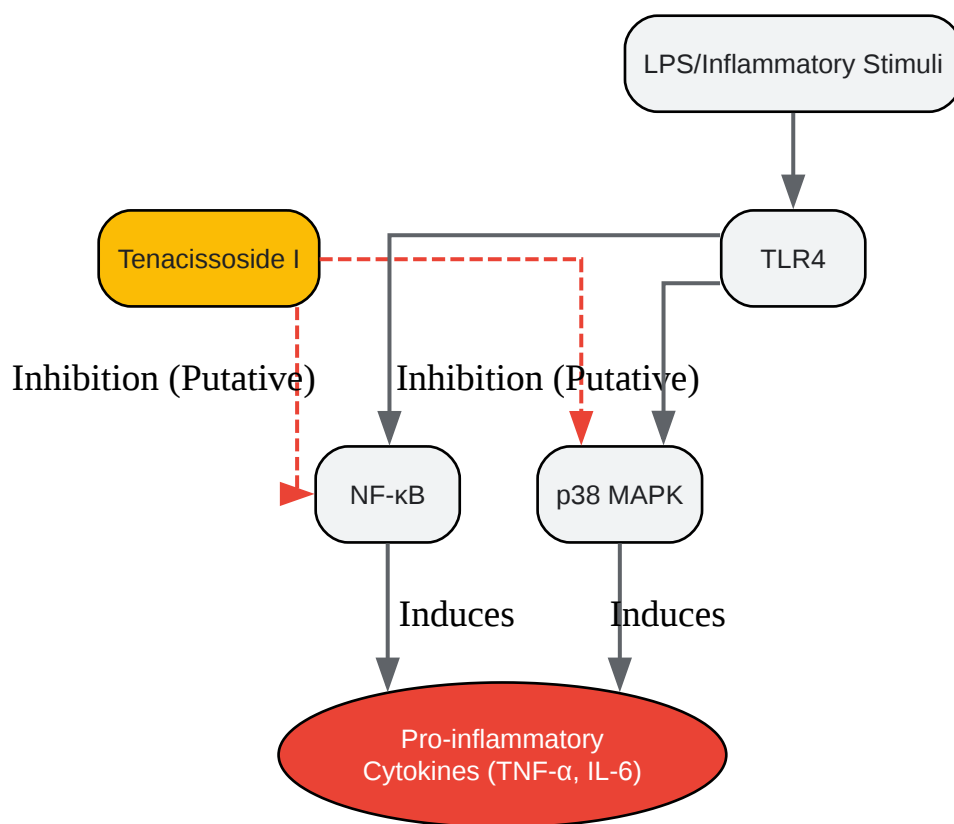 LPS/Inflammatory Stimuli
Tenacissoside I
TLR4
Inhibition (Putative)
Inhibition (Putative)
NF-κB
p38 MAPK
Induces
Induces
Pro-inflammatory
Cytokines (TNF-α, IL-6)